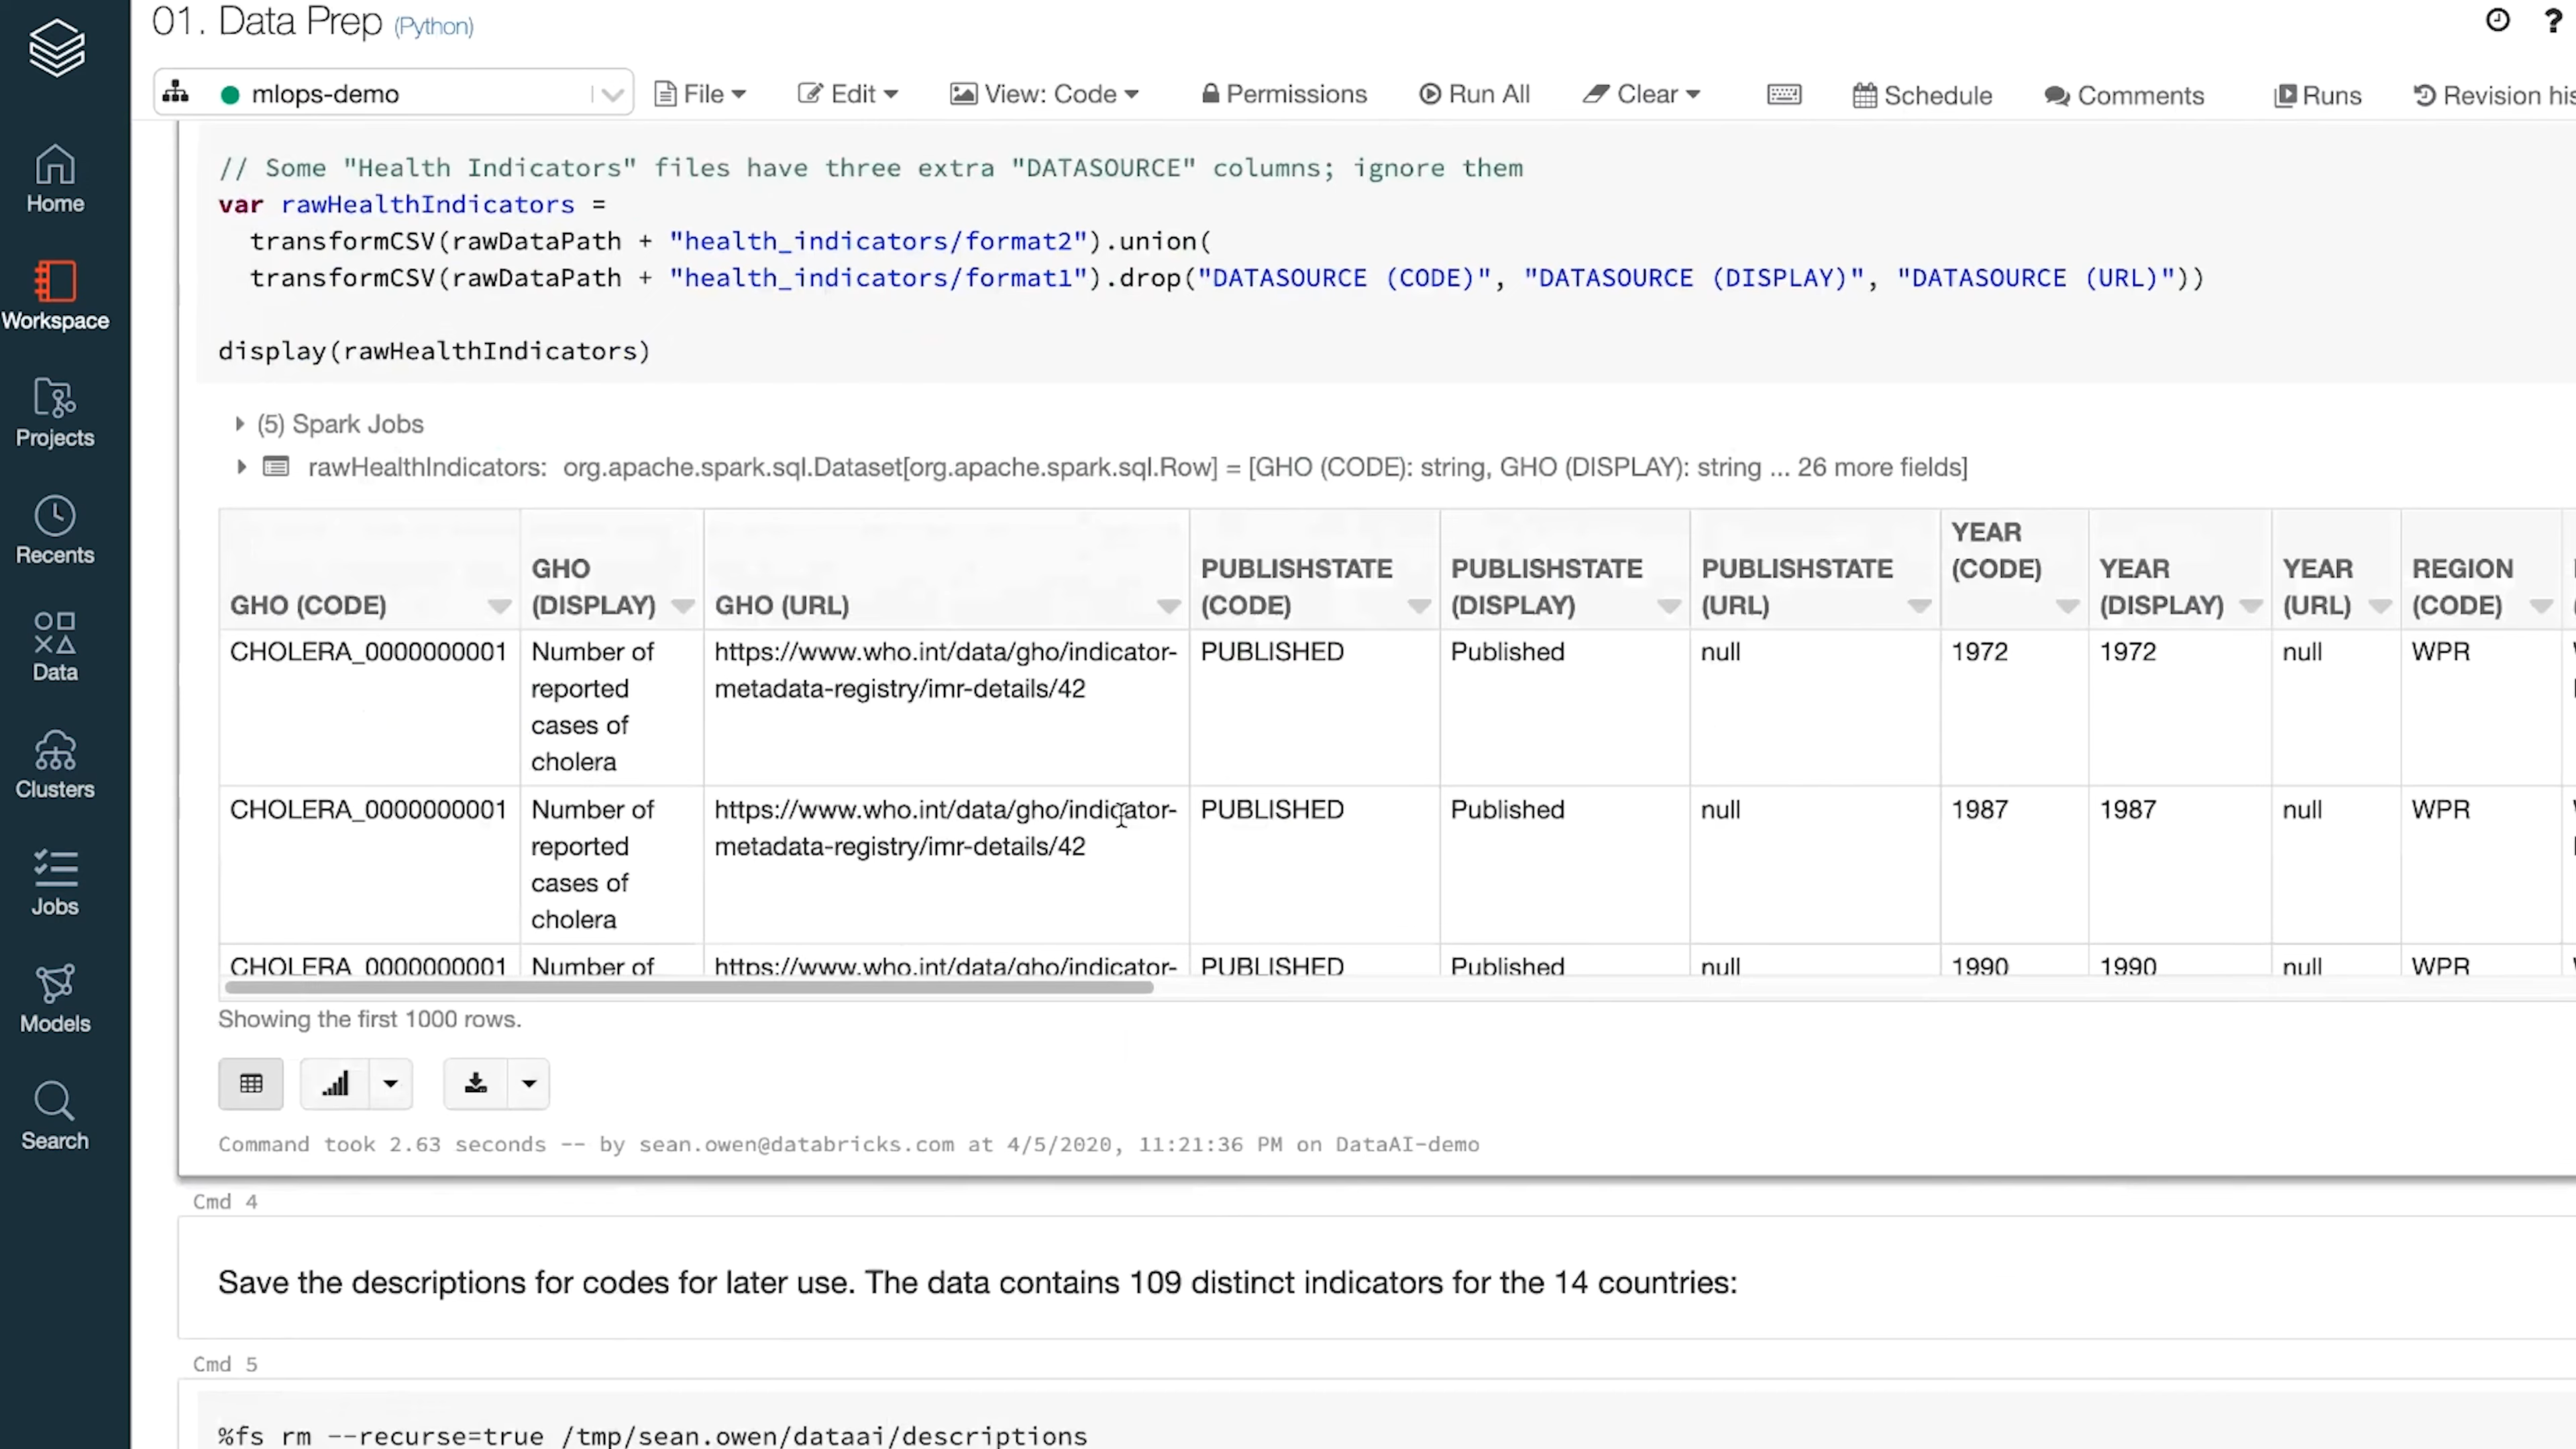 01. Data Prep (Python)
mlops-demo File Edit View: Code Permissions Run All Clear Schedule Comments Runs Revision his
Home
Workspace
Projects
Recents
Data
Clusters
Jobs
Models
Search
// Some "Health Indicators" files have three extra "DATASOURCE" columns; ignore them
var rawHealthIndicators =
transformCSV(rawDataPath + "health_indicators/format2").union(
transformCSV(rawDataPath + "health_indicators/format1").drop("DATASOURCE (CODE)", "DATASOURCE (DISPLAY)", "DATASOURCE (URL)"))
display(rawHealthIndicators)
(5) Spark Jobs
rawHealthIndicators: org.apache.spark.sql.Dataset[org.apache.spark.sql.Row] = [GHO (CODE): string, GHO (DISPLAY): string ... 26 more fields]
YEAR
GHO PUBLISHSTATE PUBLISHSTATE PUBLISHSTATE (CODE) YEAR YEAR REGION
GHO (CODE) (DISPLAY) GHO (URL) (CODE) (DISPLAY) (URL) (DISPLAY) (URL) (CODE)
CHOLERA_0000000001 Number of https://www.who.int/data/gho/indicator- PUBLISHED Published null 1972 1972 null WPR
reported metadata-registry/imr-details/42
cases of
cholera
CHOLERA_0000000001 Number of https://www.who.int/data/gho/indicator- PUBLISHED Published null 1987 1987 null WPR
reported metadata-registry/imr-details/42
cases of
cholera
CHOLERA_0000000001 Number of https://www.who.int/data/gho/indicator- PUBLISHED Published null 1990 1990 null WPR
Showing the first 1000 rows.
Command took 2.63 seconds -- by sean.owen@databricks.com at 4/5/2020, 11:21:36 PM on DataAI-demo
Cmd 4
Save the descriptions for codes for later use. The data contains 109 distinct indicators for the 14 countries:
Cmd 5
%fs rm --recurse=true /tmp/sean.owen/dataai/descriptions